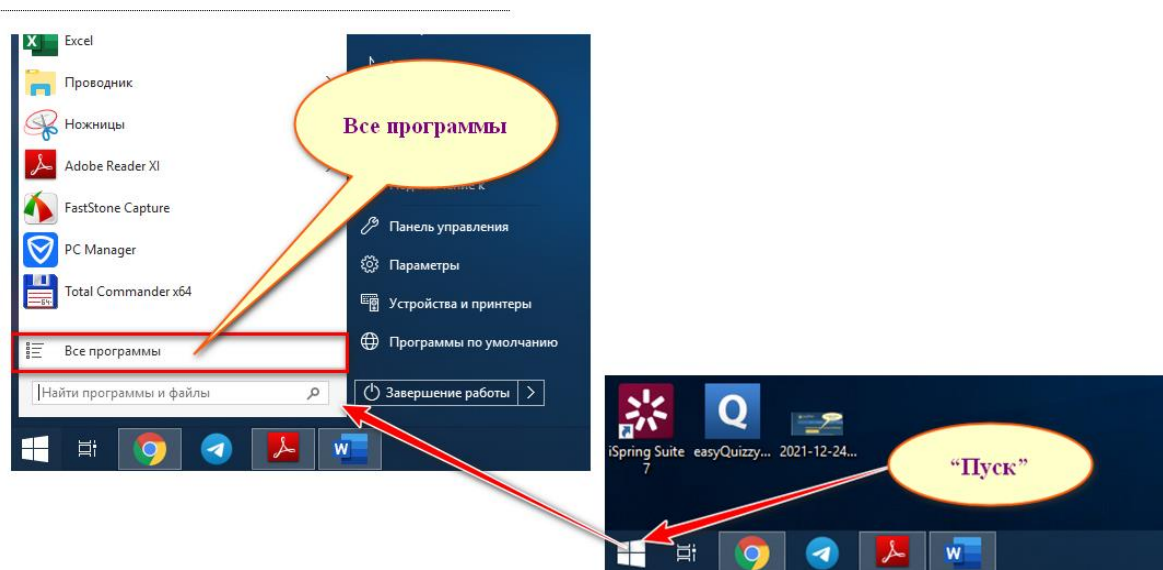 Excel
Проводник
Ножницы
Adobe Reader XI
FastStone Capture
PC Manager
Total Commander x64
Все программы
Найти программы и файлы
Все программы
Панель управления
Параметры
Устройства и принтеры
Программы по умолчанию
Завершение работы
iSpring Suite 7
easyQuizzy...
2021-12-24...
“Пуск”